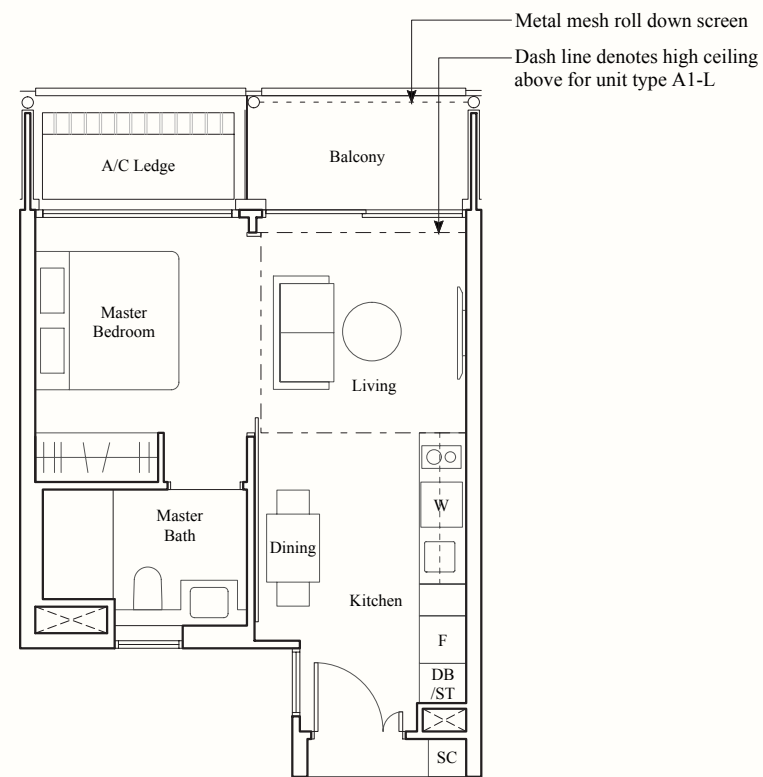 Metal mesh roll down screen
Dash line denotes high ceiling
above for unit type A1-L
A/C Ledge
Balcony
Master
Bedroom
Living
W
Master
Bath
Dining
Kitchen
F
DB
/ST
SC